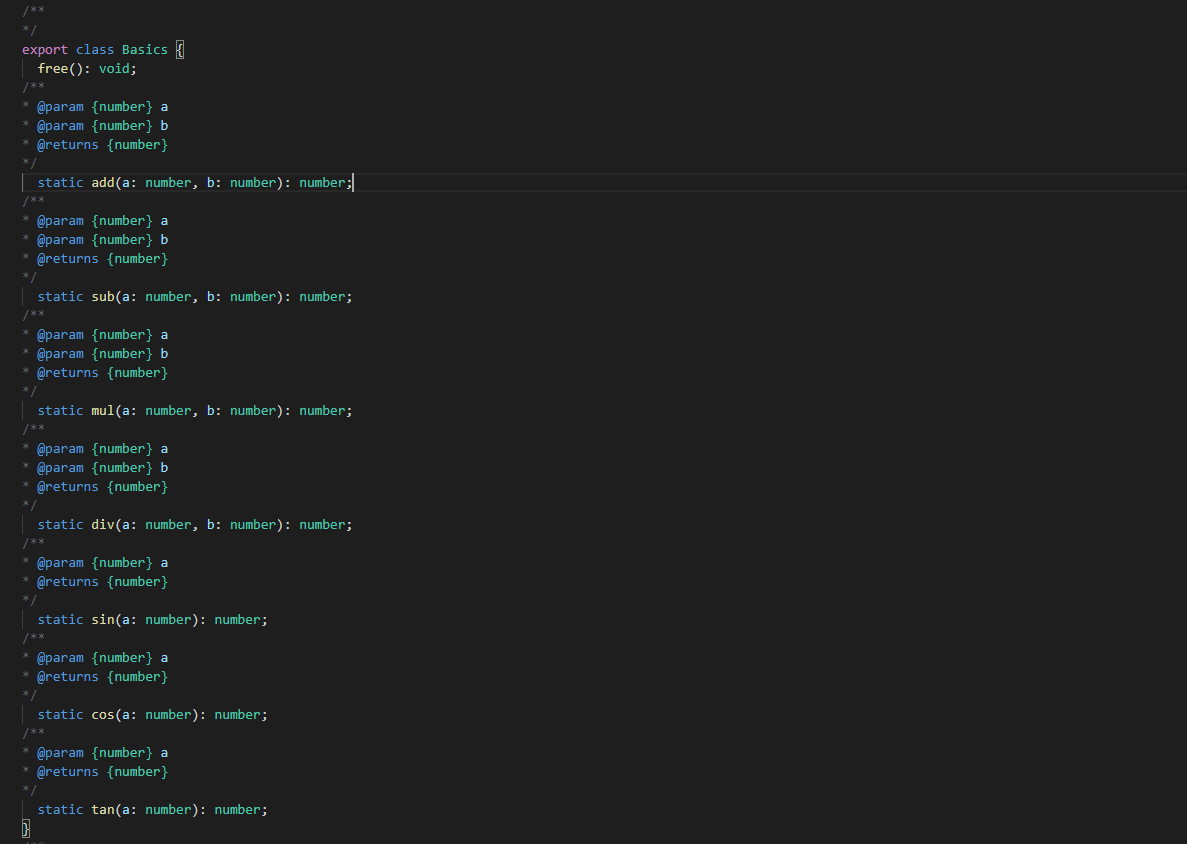 /**
*/
export class Basics {
  free(): void;
/**
* @param {number} a
* @param {number} b
* @returns {number}
*/
  static add(a: number, b: number): number;
/**
* @param {number} a
* @param {number} b
* @returns {number}
*/
  static sub(a: number, b: number): number;
/**
* @param {number} a
* @param {number} b
* @returns {number}
*/
  static mul(a: number, b: number): number;
/**
* @param {number} a
* @param {number} b
* @returns {number}
*/
  static div(a: number, b: number): number;
/**
* @param {number} a
* @returns {number}
*/
  static sin(a: number): number;
/**
* @param {number} a
* @returns {number}
*/
  static cos(a: number): number;
/**
* @param {number} a
* @returns {number}
*/
  static tan(a: number): number;
}